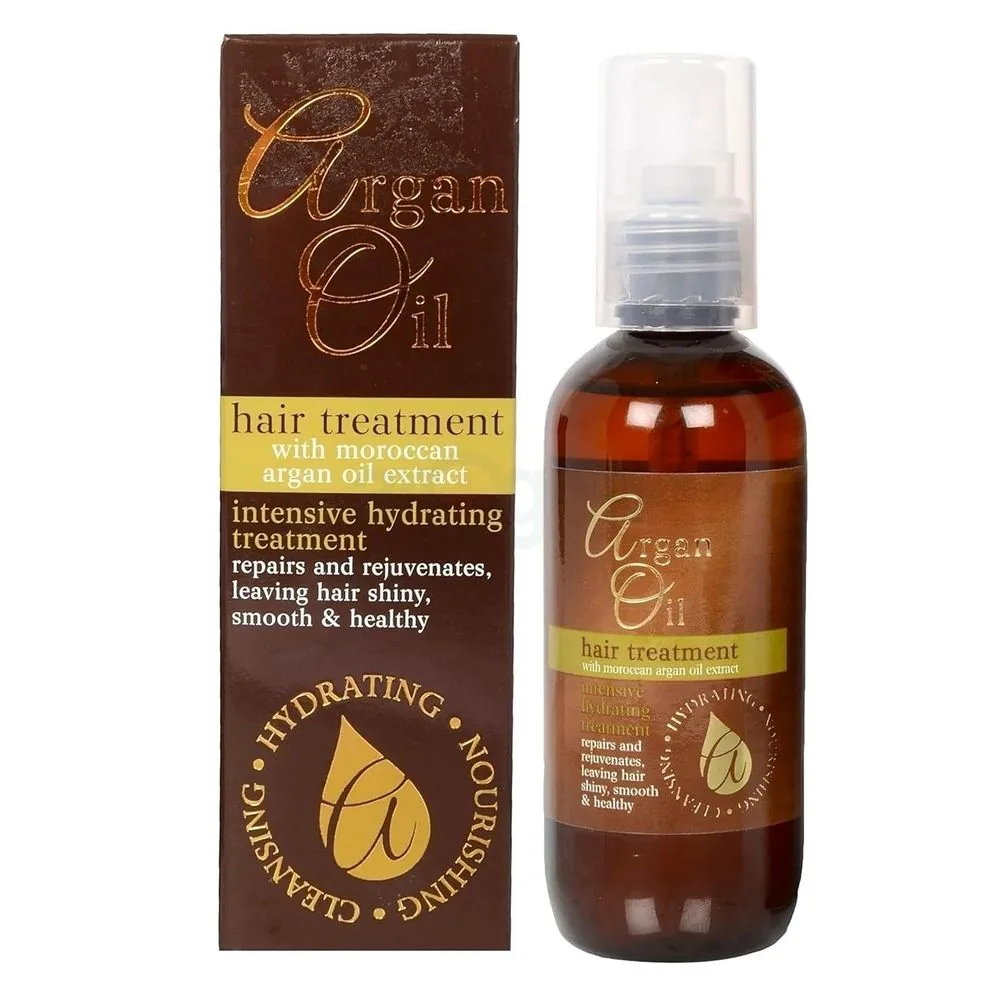 Argan
Oil
hair treatment
with moroccan
argan oil extract
intensive hydrating
treatment
repairs and rejuvenates,
leaving hair shiny,
smooth & healthy
HYDRATING • NOURISHING • CLEANSING •
a
Argan
Oil
hair treatment
with moroccan argan oil extract
intensive
hydrating
treatment
repairs and
rejuvenates,
leaving hair
shiny, smooth
& healthy
HYDRATING • NOURISHING • CLEANSING •
a